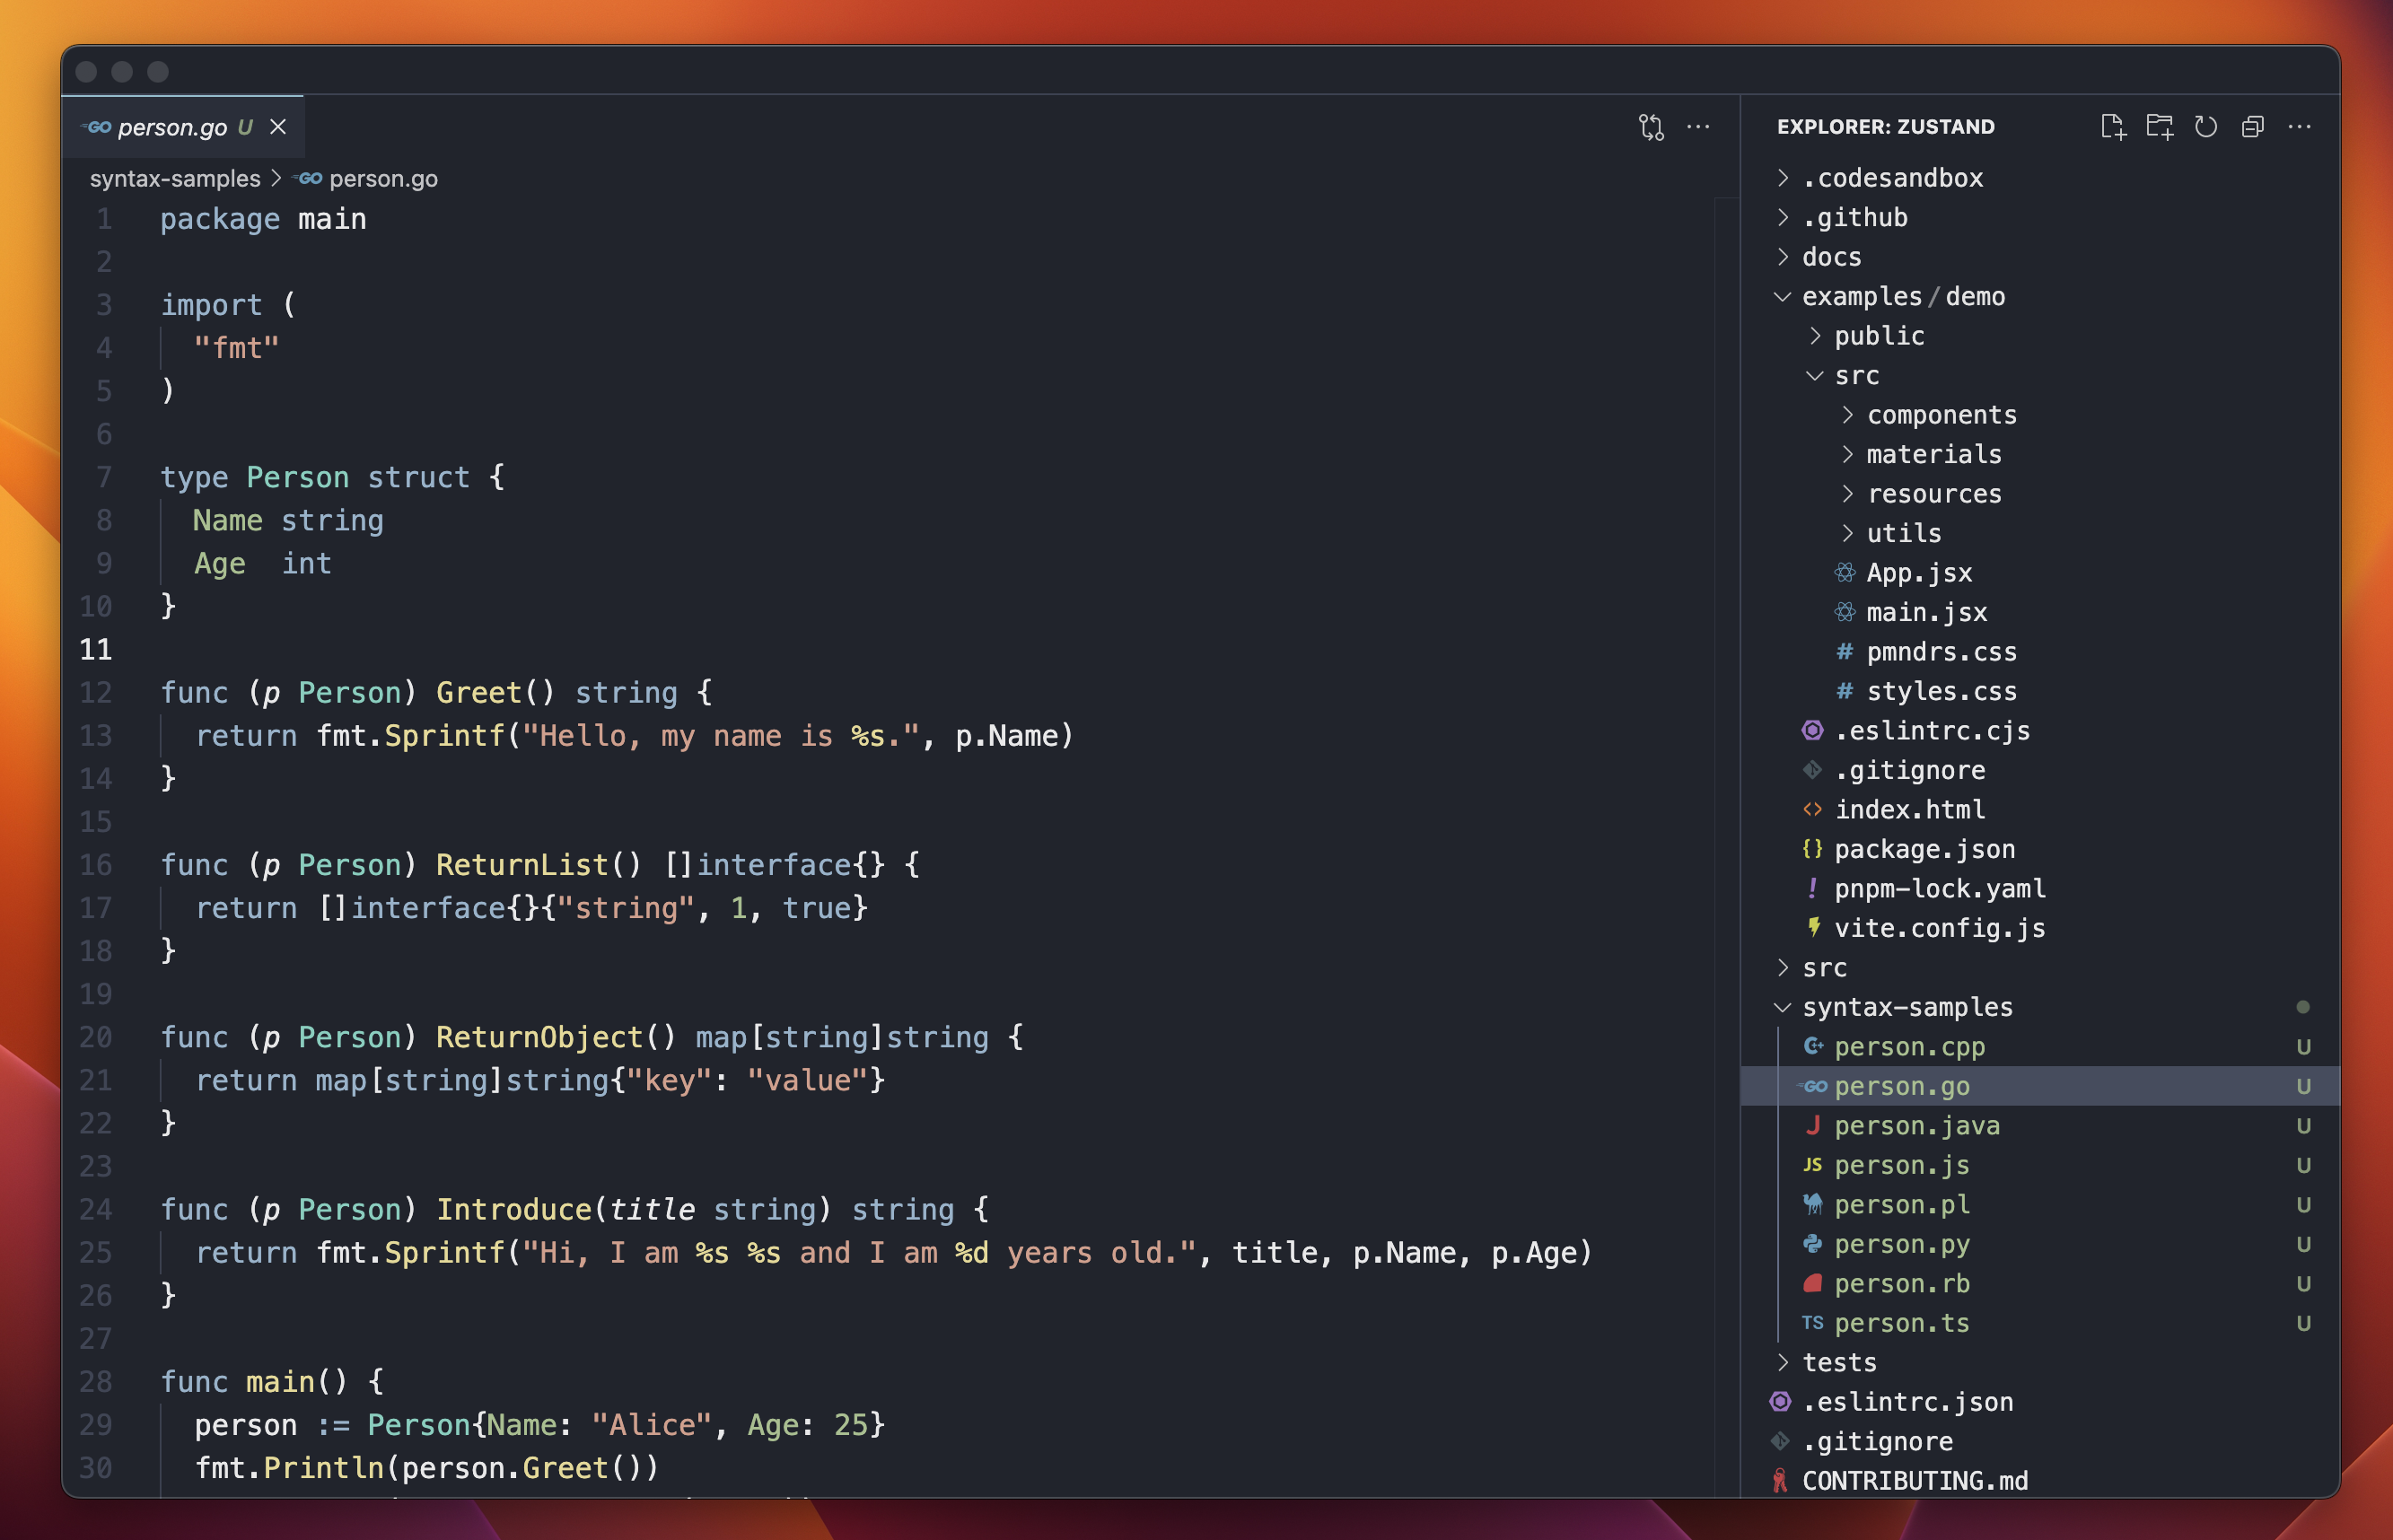 GO person.go U
syntax-samples > GO person.go
1 package main
2
3 import (
4   "fmt"
5 )
6
7 type Person struct {
8   Name string
9   Age  int
10 }
11
12 func (p Person) Greet() string {
13   return fmt.Sprintf("Hello, my name is %s.", p.Name)
14 }
15
16 func (p Person) ReturnList() []interface{} {
17   return []interface{}{"string", 1, true}
18 }
19
20 func (p Person) ReturnObject() map[string]string {
21   return map[string]string{"key": "value"}
22 }
23
24 func (p Person) Introduce(title string) string {
25   return fmt.Sprintf("Hi, I am %s %s and I am %d years old.", title, p.Name, p.Age)
26 }
27
28 func main() {
29   person := Person{Name: "Alice", Age: 25}
30   fmt.Println(person.Greet())
EXPLORER: ZUSTAND
.codesandbox
.github
docs
examples/demo
public
src
components
materials
resources
utils
App.jsx
main.jsx
# pmndrs.css
# styles.css
.eslintrc.cjs
.gitignore
<> index.html
{} package.json
! pnpm-lock.yaml
vite.config.js
src
syntax-samples
C++ person.cpp U
GO person.go U
J person.java U
JS person.js U
person.pl U
person.py U
person.rb U
TS person.ts U
tests
.eslintrc.json
.gitignore
CONTRIBUTING.md